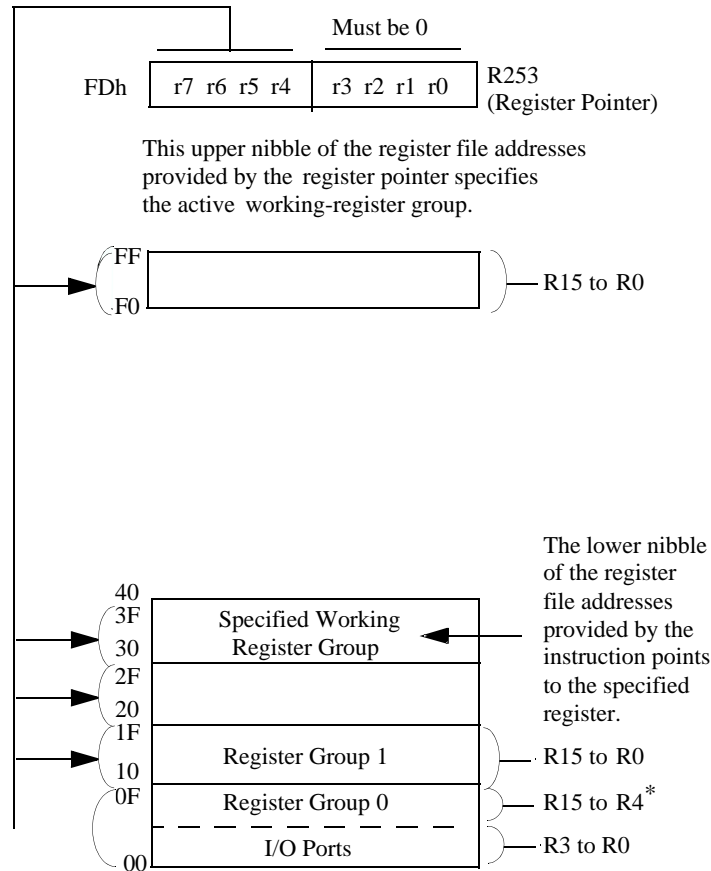 Must be 0
FDh r7 r6 r5 r4 r3 r2 r1 r0 R253
(Register Pointer)
This upper nibble of the register file addresses
provided by the register pointer specifies
the active working-register group.
FF
R15 to R0
F0
The lower nibble
of the register
file addresses
provided by the
instruction points
to the specified
register.
40
3F
Specified Working
Register Group
30
2F
20
1F
Register Group 1 R15 to R0
10
0F
Register Group 0 R15 to R4*
I/O Ports R3 to R0
00